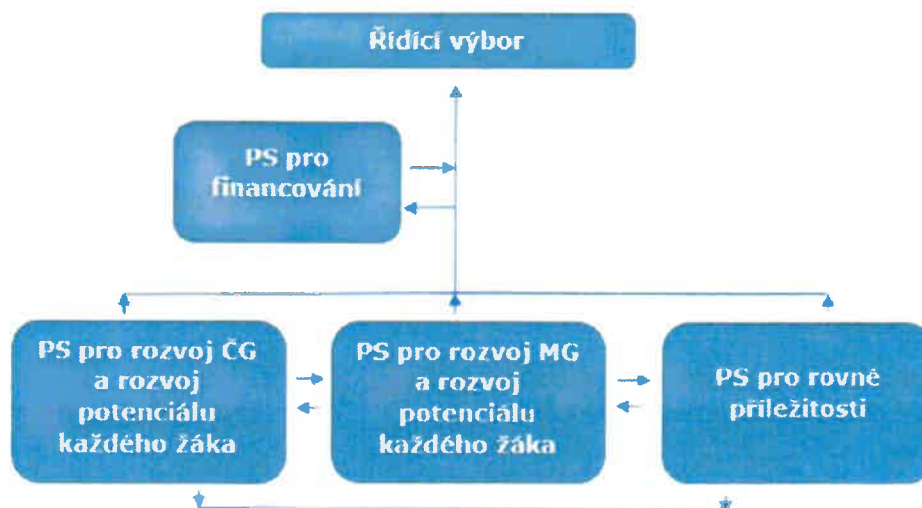 Řídící výbor
PS pro
financování
PS pro rozvoj ČG
a rozvoj
potenciálu
každého žáka
PS pro rozvoj MG
a rozvoj
potenciálu
každého žáka
PS pro rovné
příležitosti